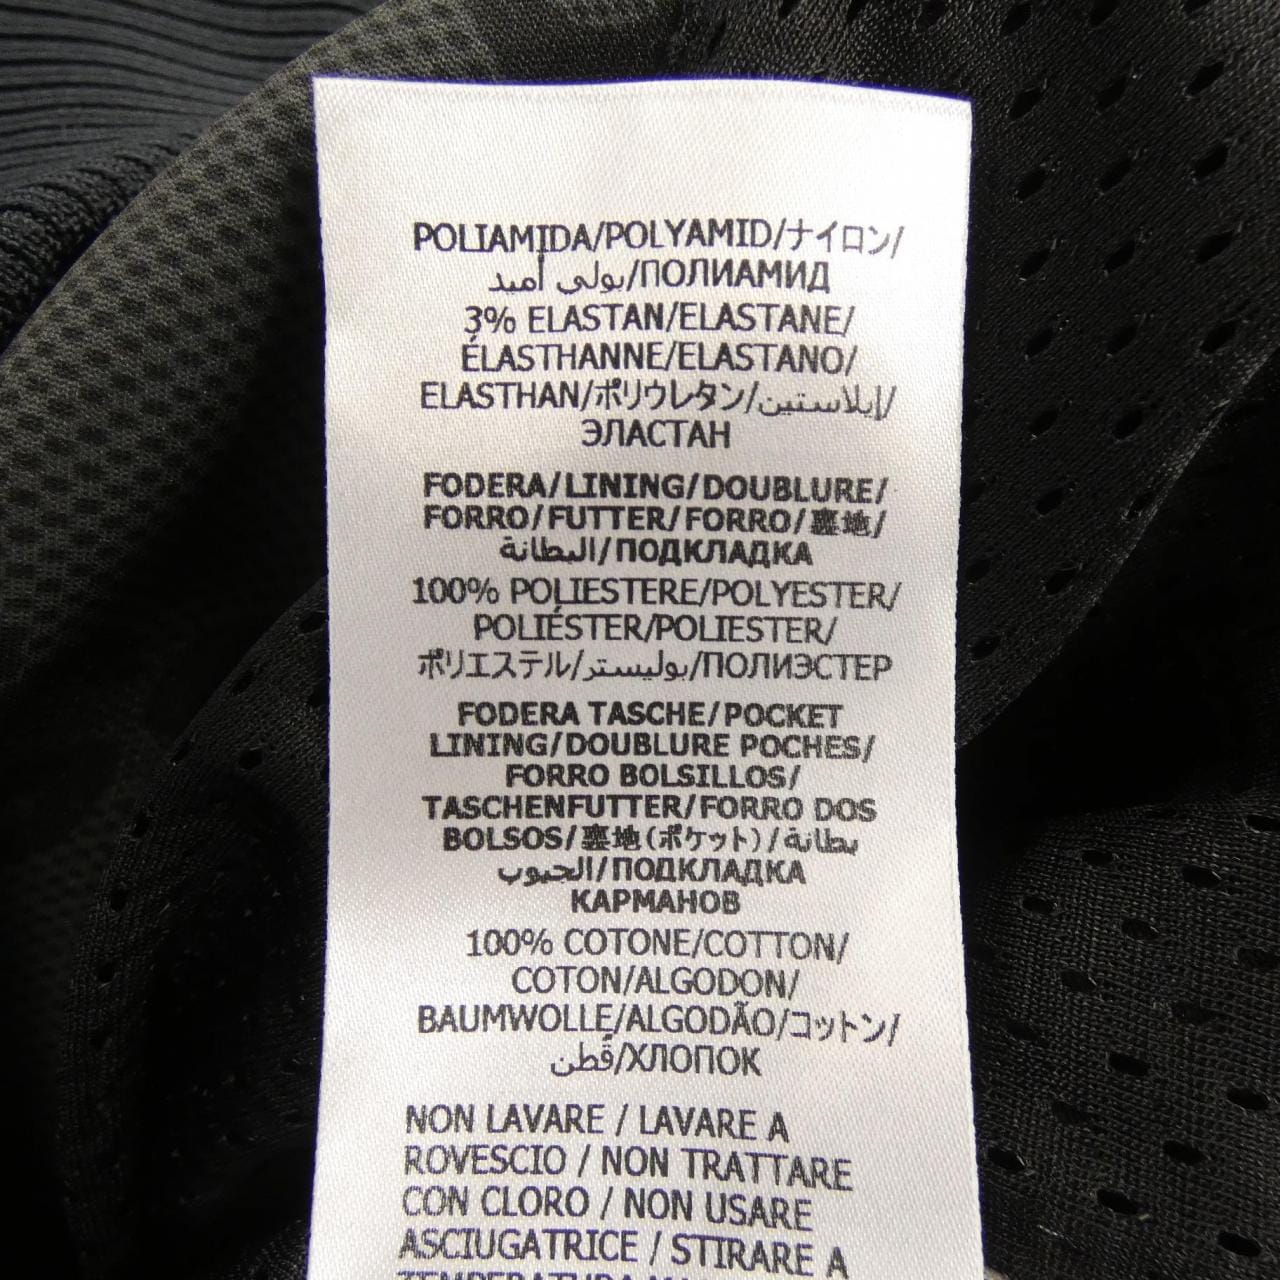 POLIAMIDA/POLYAMID/ナイロン/
بولي أميد/ПОЛИАМИД
3% ELASTAN/ELASTANE/
ÉLASTHANNE/ELASTANO/
ELASTHAN/ポリウレタン/إيلاستين/
ЭЛАСТАН
FODERA/LINING/DOUBLURE/
FORRO/FUTTER/FORRO/裏地/
البطانة/ПОДКЛАДКА
100% POLIESTERE/POLYESTER/
POLIÉSTER/POLIESTER/
ポリエステル/بوليستر/ПОЛИЭСТЕР
FODERA TASCHE/POCKET
LINING/DOUBLURE POCHES/
FORRO BOLSILLOS/
TASCHENFUTTER/FORRO DOS
BOLSOS/裏地(ポケット)/بطانة
الجيوب/ПОДКЛАДКА
КАРМАНОВ
100% COTONE/COTTON/
COTON/ALGODON/
BAUMWOLLE/ALGODÃO/コットン/
قطن/ХЛОПОК
NON LAVARE / LAVARE A
ROVESCIO / NON TRATTARE
CON CLORO / NON USARE
ASCIUGATRICE / STIRARE A
TEMPERATURA